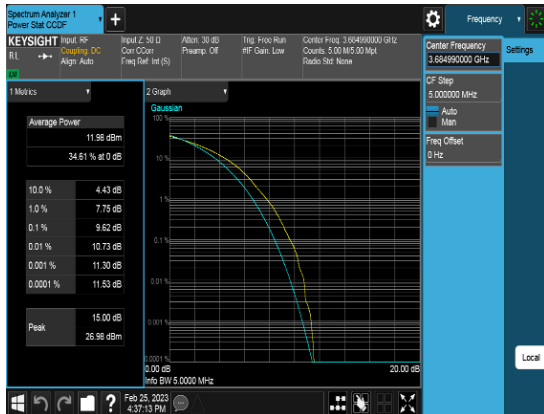 Spectrum Analyzer 1
Power Stat CCDF
+
Frequency
KEYSIGHT
RL
Input: RF
Coupling: DC
Align: Auto
Input Z: 50 Ω
Corr CCorr
Freq Ref: Int (S)
Atten: 30 dB
Preamp: Off
Trig: Free Run
#IF Gain: Low
Center Freq: 3.684990000 GHz
Counts: 5.00 M/5.00 Mpt
Radio Std: None
Center Frequency
3.684990000 GHz
Settings
CF Step
5.000000 MHz
Auto
Man
Freq Offset
0 Hz
1 Metrics
2 Graph
Average Power
11.98 dBm
34.61 % at 0 dB
10.0 % 4.43 dB
1.0 % 7.75 dB
0.1 % 9.62 dB
0.01 % 10.73 dB
0.001 % 11.30 dB
0.0001 % 11.53 dB
Peak
15.00 dB
26.98 dBm
Gaussian
100 %
10 %
1 %
0.1 %
0.01 %
0.001 %
0.0001 %
0.00 dB
20.00 dB
Info BW 5.0000 MHz
Local
?
Feb 25, 2023
4:37:13 PM